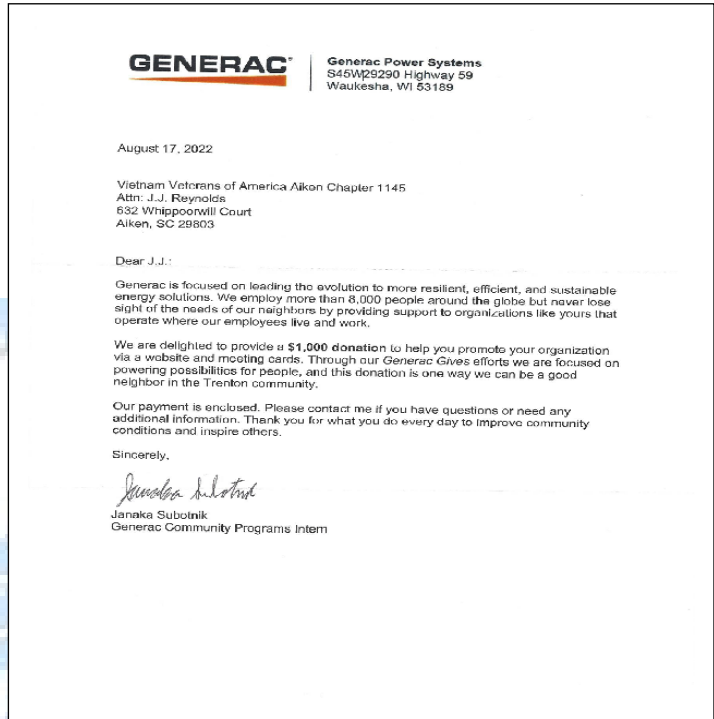 GENERAC
Generac Power Systems
S45W29290 Highway 59
Waukesha, WI 53189
August 17, 2022
Vietnam Veterans of America Aiken Chapter 1145
Attn: J.J. Reynolds
632 Whippoorwill Court
Aiken, SC 29803
Dear J.J.:
Generac is focused on leading the evolution to more resilient, efficient, and sustainable
energy solutions. We employ more than 8,000 people around the globe but never lose
sight of the needs of our neighbors by providing support to organizations like yours that
operate where our employees live and work.
We are delighted to provide a $1,000 donation to help you promote your organization
via a website and meeting cards. Through our Generac Gives efforts we are focused on
powering possibilities for people, and this donation is one way we can be a good
neighbor in the Trenton community.
Our payment is enclosed. Please contact me if you have questions or need any
additional information. Thank you for what you do every day to improve community
conditions and inspire others.
Sincerely,
Janaka Subotnik
Janaka Subotnik
Generac Community Programs Intern